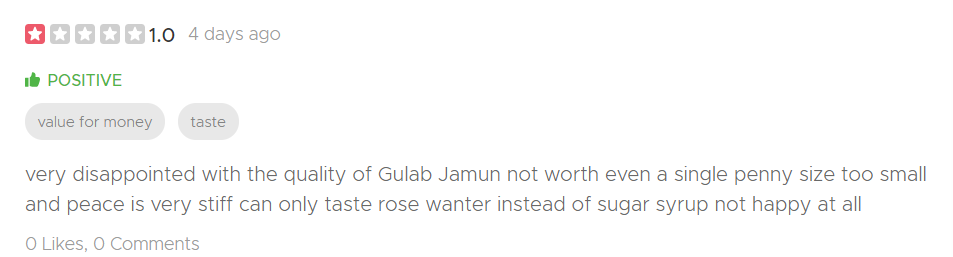 1.0 4 days ago
POSITIVE
value for money taste
very disappointed with the quality of Gulab Jamun not worth even a single penny size too small
and peace is very stiff can only taste rose wanter instead of sugar syrup not happy at all
0 Likes, 0 Comments